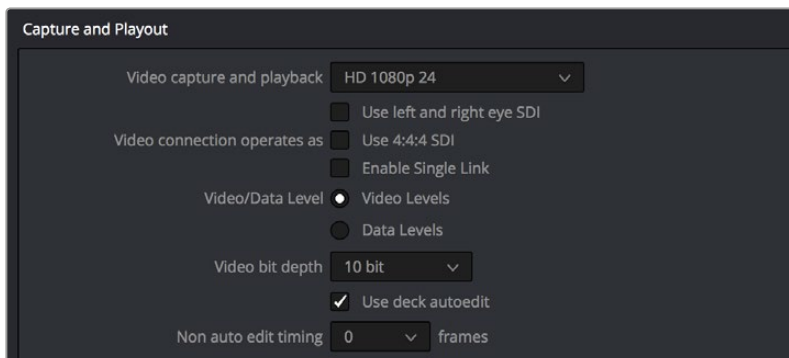 Capture and Playout
Video capture and playback HD 1080p 24
Use left and right eye SDI
Video connection operates as Use 4:4:4 SDI
Enable Single Link
Video/Data Level Video Levels
Data Levels
Video bit depth 10 bit
Use deck autoedit
Non auto edit timing 0 frames